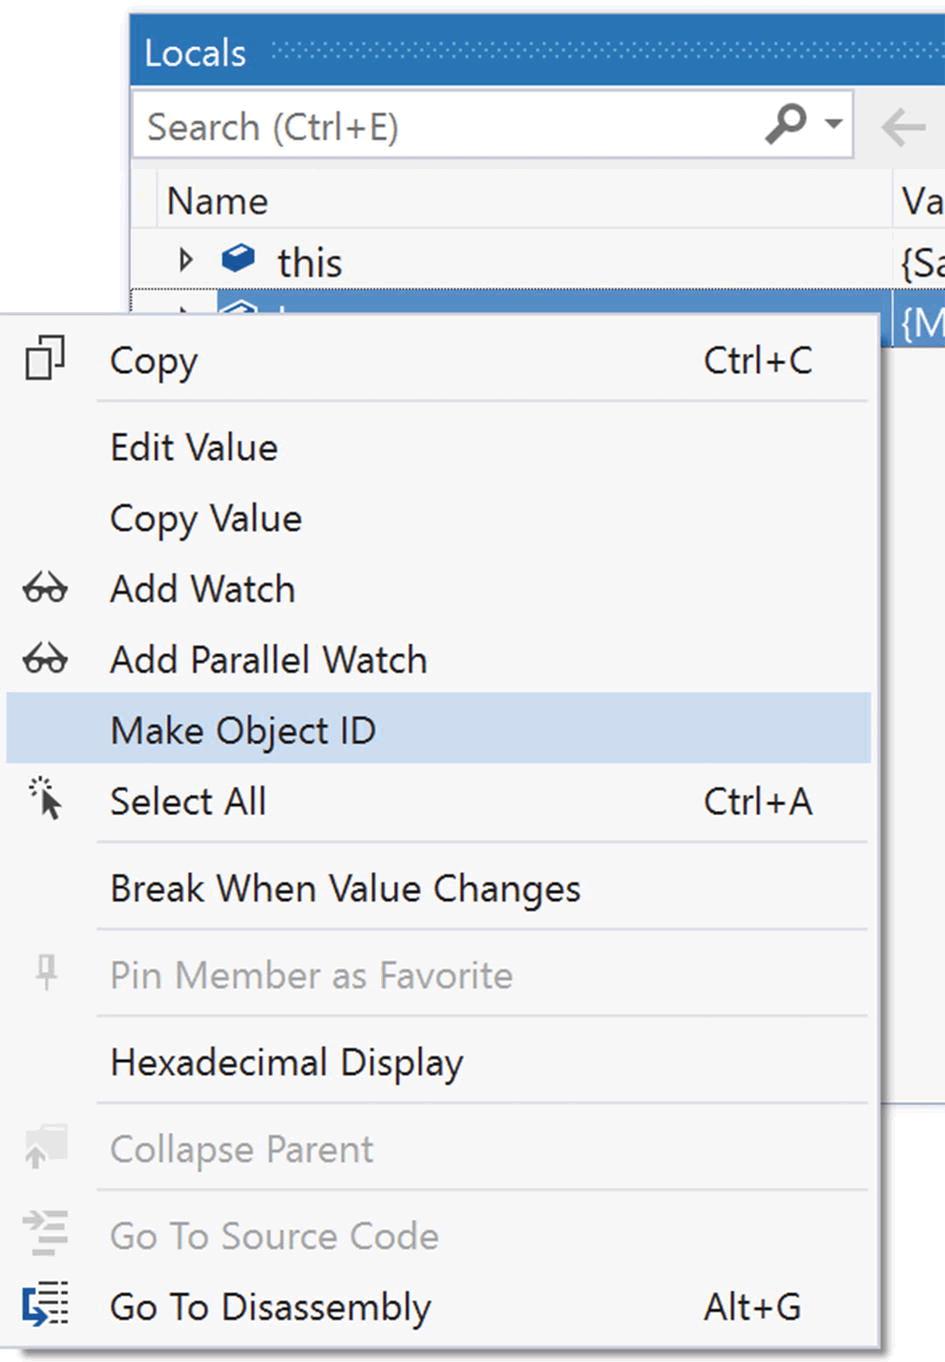 Locals
Search (Ctrl+E)
Name Va
this {Sa
{M
Copy Ctrl+C
Edit Value
Copy Value
Add Watch
Add Parallel Watch
Make Object ID
Select All Ctrl+A
Break When Value Changes
Pin Member as Favorite
Hexadecimal Display
Collapse Parent
Go To Source Code
Go To Disassembly Alt+G